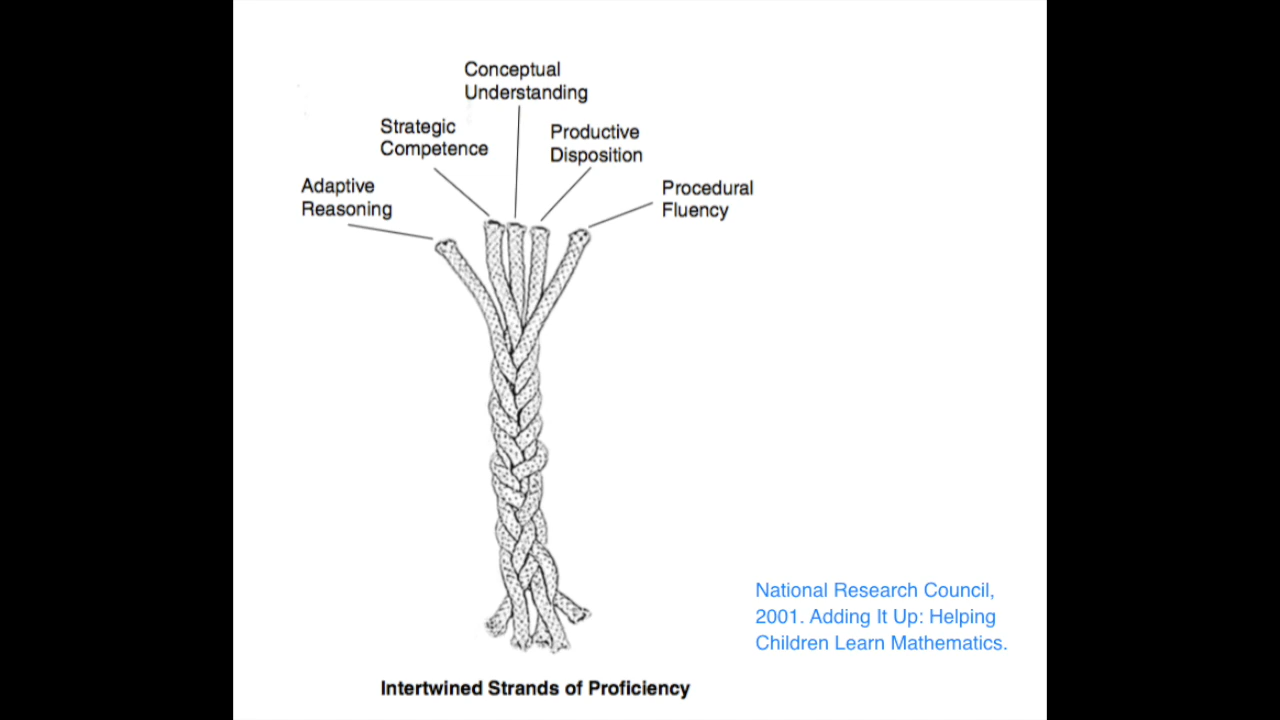 Conceptual
Understanding
Strategic
Competence
Productive
Disposition
Adaptive
Reasoning
Procedural
Fluency
National Research Council,
2001. Adding It Up: Helping
Children Learn Mathematics.
Intertwined Strands of Proficiency